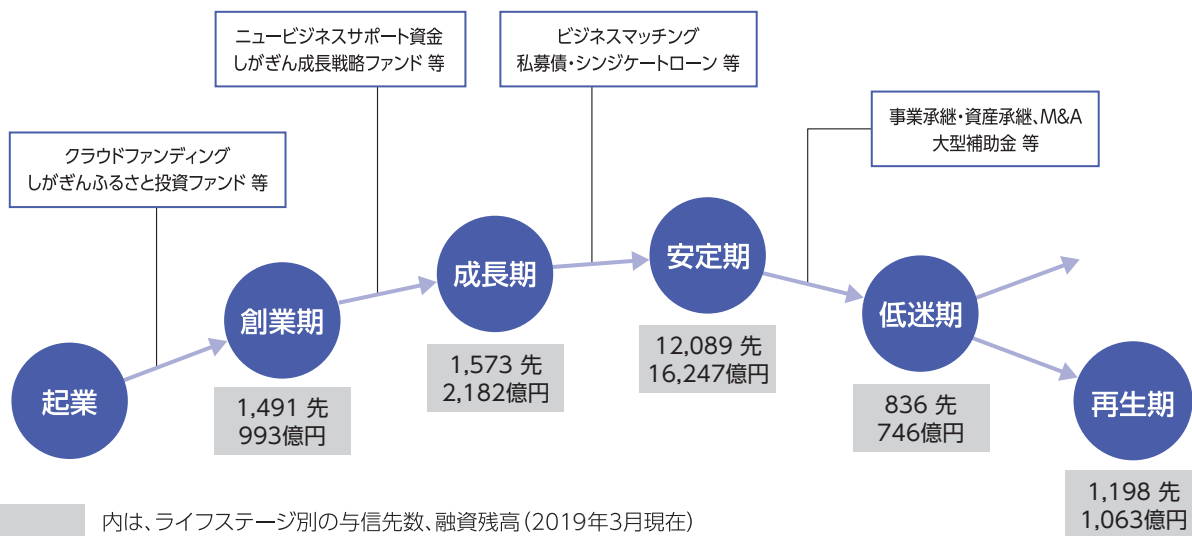 クラウドファンディング
しがぎんふるさと投資ファンド 等
ニュービジネスサポート資金
しがぎん成長戦略ファンド 等
ビジネスマッチング
私募債・シンジケートローン 等
事業承継・資産承継、M&A
大型補助金 等
起業
創業期
1,491 先
993億円
成長期
1,573 先
2,182億円
安定期
12,089 先
16,247億円
低迷期
836 先
746億円
再生期
1,198 先
1,063億円
内は、ライフステージ別の与信先数、融資残高(2019年3月現在)